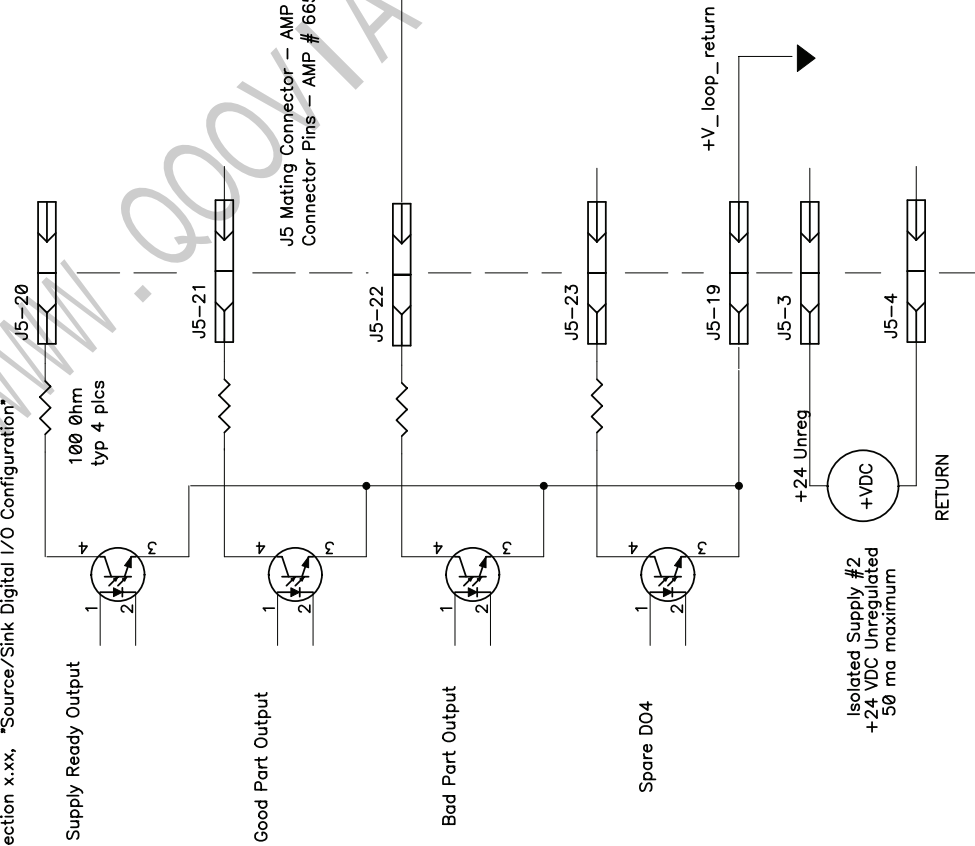 ection x.xx, "Source/Sink Digital I/O Configuration"
WW.QOOVIA
Supply Ready Output
1
2
4
3
100 Ohm
typ 4 plcs
J5-20
Good Part Output
1
2
4
3
J5-21
J5 Mating Connector - AMP
Connector Pins - AMP # 66
Bad Part Output
1
2
4
3
J5-22
Spare DO4
1
2
4
3
J5-23
J5-19
+V_loop_return
Isolated Supply #2
+24 VDC Unregulated
50 ma maximum
+24 Unreg
+VDC
RETURN
J5-3
J5-4